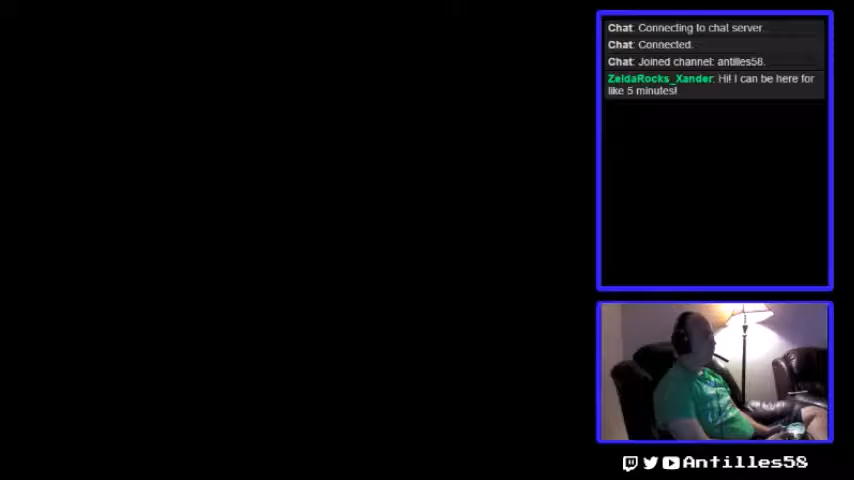 Chat: Connecting to chat server.
Chat: Connected.
Chat: Joined channel: antilles58.
ZeldaRocks_Xander: Hi! I can be here for
like 5 minutes!
Antilles58